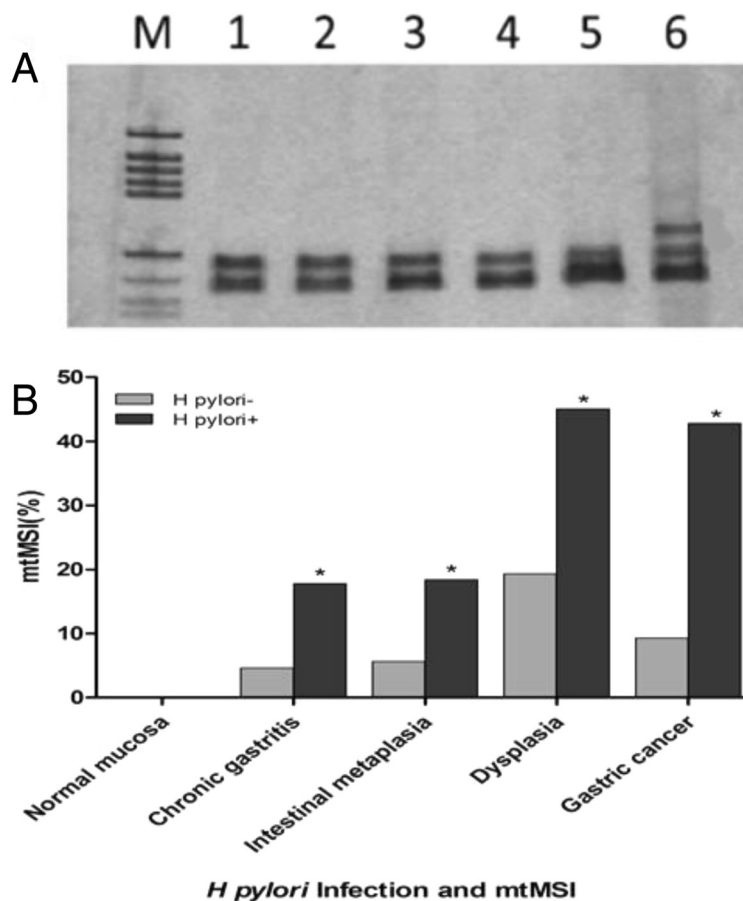 M 1 2 3 4 5 6
A
B
50
40
30
20
10
0
mtMSI(%)
H pylori-
H pylori+
*
*
*
*
Normal mucosa
Chronic gastritis
Intestinal metaplasia
Dysplasia
Gastric cancer
H pylori Infection and mtMSI